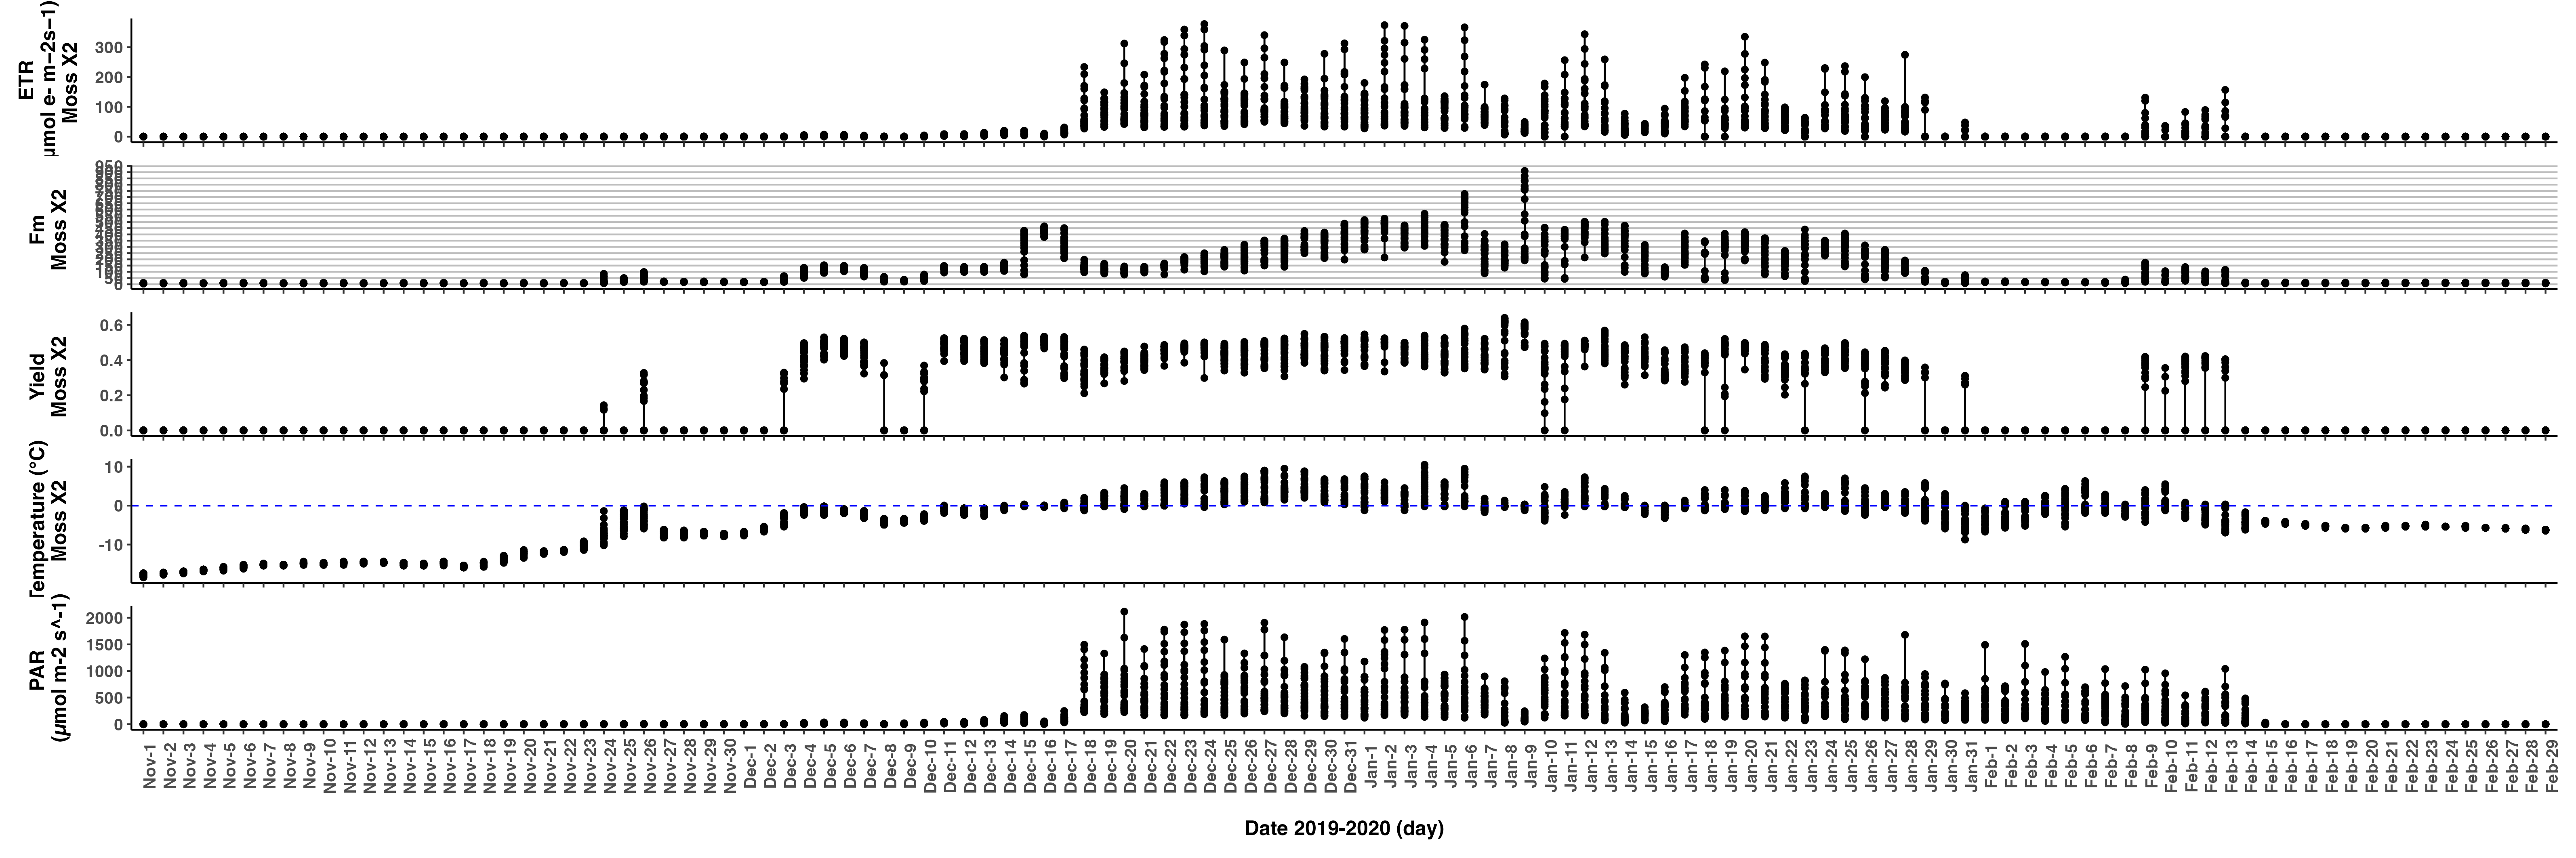 ETR
µmol e- m−2s−1)
Moss X2
300
200
100
0
Fm
Moss X2
950
50
0
Yield
Moss X2
0.6
0.4
0.2
0.0
Temperature (°C)
Moss X2
10
0
-10
PAR
(µmol m-2 s^-1)
2000
1500
1000
500
0
Nov-1
Nov-2
Nov-3
Nov-4
Nov-5
Nov-6
Nov-7
Nov-8
Nov-9
Nov-10
Nov-11
Nov-12
Nov-13
Nov-14
Nov-15
Nov-16
Nov-17
Nov-18
Nov-19
Nov-20
Nov-21
Nov-22
Nov-23
Nov-24
Nov-25
Nov-26
Nov-27
Nov-28
Nov-29
Nov-30
Dec-1
Dec-2
Dec-3
Dec-4
Dec-5
Dec-6
Dec-7
Dec-8
Dec-9
Dec-10
Dec-11
Dec-12
Dec-13
Dec-14
Dec-15
Dec-16
Dec-17
Dec-18
Dec-19
Dec-20
Dec-21
Dec-22
Dec-23
Dec-24
Dec-25
Dec-26
Dec-27
Dec-28
Dec-29
Dec-30
Dec-31
Jan-1
Jan-2
Jan-3
Jan-4
Jan-5
Jan-6
Jan-7
Jan-8
Jan-9
Jan-10
Jan-11
Jan-12
Jan-13
Jan-14
Jan-15
Jan-16
Jan-17
Jan-18
Jan-19
Jan-20
Jan-21
Jan-22
Jan-23
Jan-24
Jan-25
Jan-26
Jan-27
Jan-28
Jan-29
Jan-30
Jan-31
Feb-1
Feb-2
Feb-3
Feb-4
Feb-5
Feb-6
Feb-7
Feb-8
Feb-9
Feb-10
Feb-11
Feb-12
Feb-13
Feb-14
Feb-15
Feb-16
Feb-17
Feb-18
Feb-19
Feb-20
Feb-21
Feb-22
Feb-23
Feb-24
Feb-25
Feb-26
Feb-27
Feb-28
Feb-29
Date 2019-2020 (day)